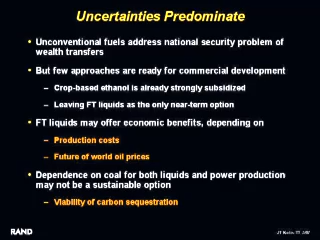 Uncertainties Predominate
• Unconventional fuels address national security problem of
wealth transfers
• But few approaches are ready for commercial development
– Crop-based ethanol is already strongly subsidized
– Leaving FT liquids as the only near-term option
• FT liquids may offer economic benefits, depending on
– Production costs
– Future of world oil prices
• Dependence on coal for both liquids and power production
may not be a sustainable option
– Viability of carbon sequestration
RAND